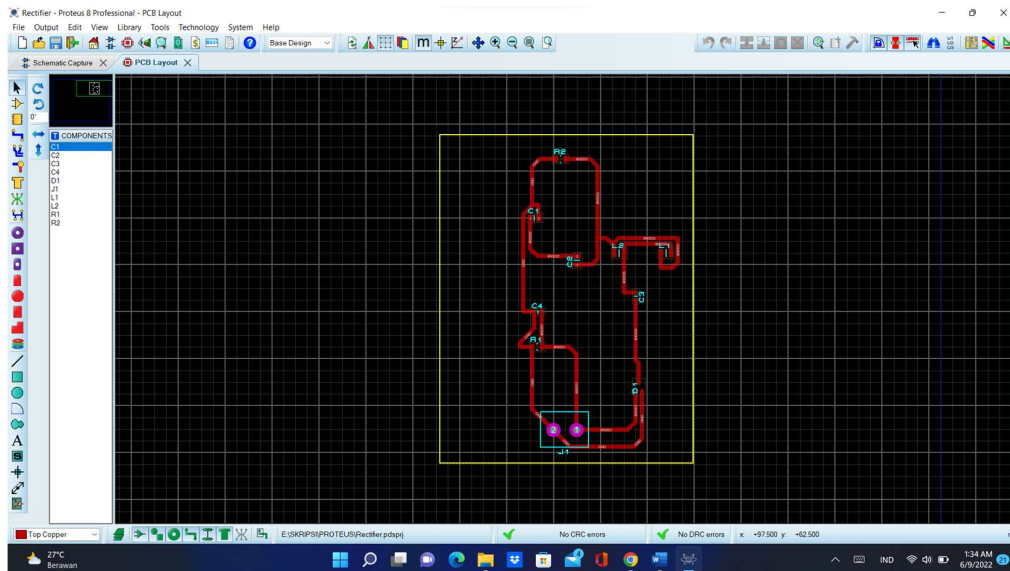 Rectifier - Proteus 8 Professional - PCB Layout
File Output Edit View Library Tools Technology System Help
Base Design
Schematic Capture
PCB Layout
0°
COMPONENTS
C1
C2
C3
C4
D1
J1
L1
L2
R1
R2
R2
C1
L2
L1
C2
C3
C4
R1
D1
2
1
J1
Top Copper
E:\SKRIPSI\PROTEUS\Rectifier.pdsprj
No CRC errors
No DRC errors
x: +97.500 y: +62.500
27°C
Berawan
4
IND
1:34 AM
6/9/2022
21